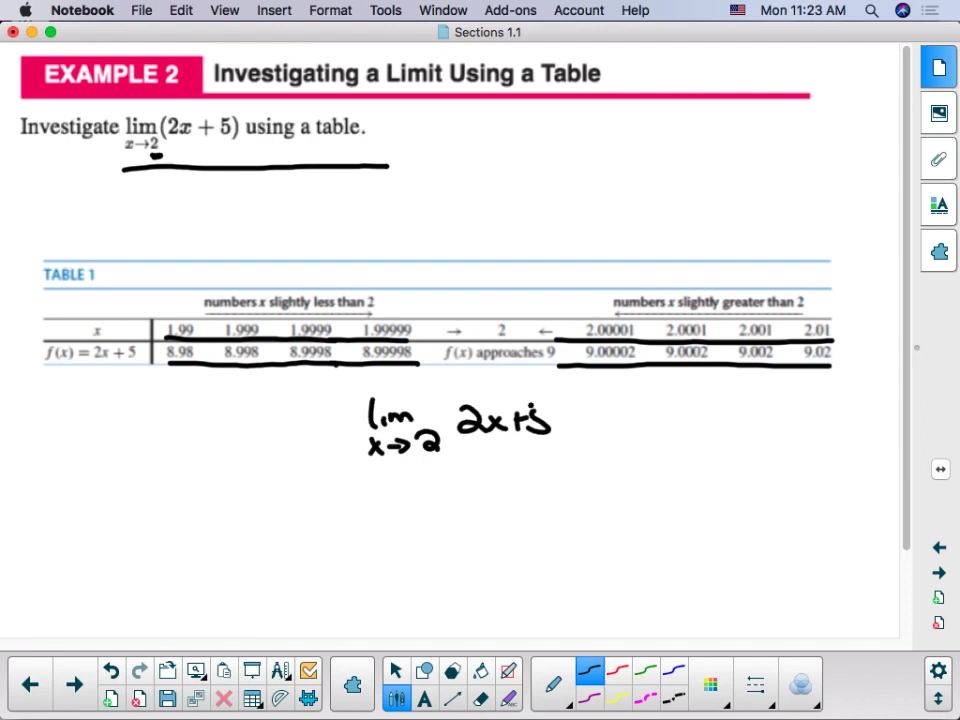 Notebook File Edit View Insert Format Tools Window Add-ons Account Help Mon 11:23 AM
Sections 1.1
EXAMPLE 2 Investigating a Limit Using a Table
Investigate lim (2x + 5) using a table.
x→2
TABLE 1
numbers x slightly less than 2 numbers x slightly greater than 2
x 1.99 1.999 1.9999 1.99999 → 2 ← 2.00001 2.0001 2.001 2.01
f(x) = 2x + 5 8.98 8.998 8.9998 8.99998 f(x) approaches 9 9.00002 9.0002 9.002 9.02
lim 2x+5
x→2